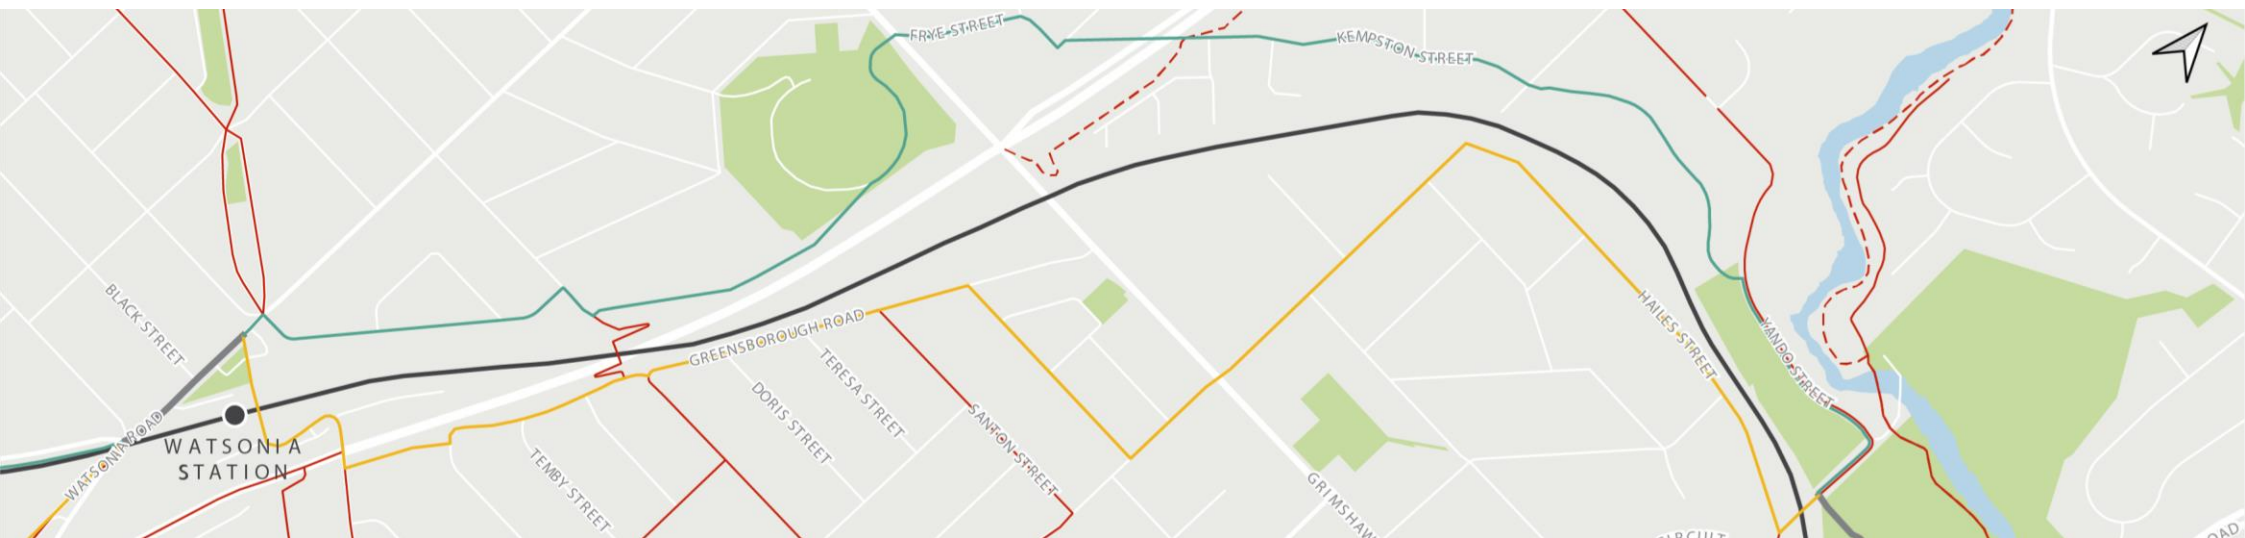 FRYE STREET
KEMPSTON STREET
BLACK STREET
WATSONIA ROAD
WATSONIA
STATION
GREENSBOROUGH ROAD
TERESA STREET
DORIS STREET
SANTON STREET
TEMBY STREET
HAILES STREET
YANDO STREET
GRIMSHAW
OAD